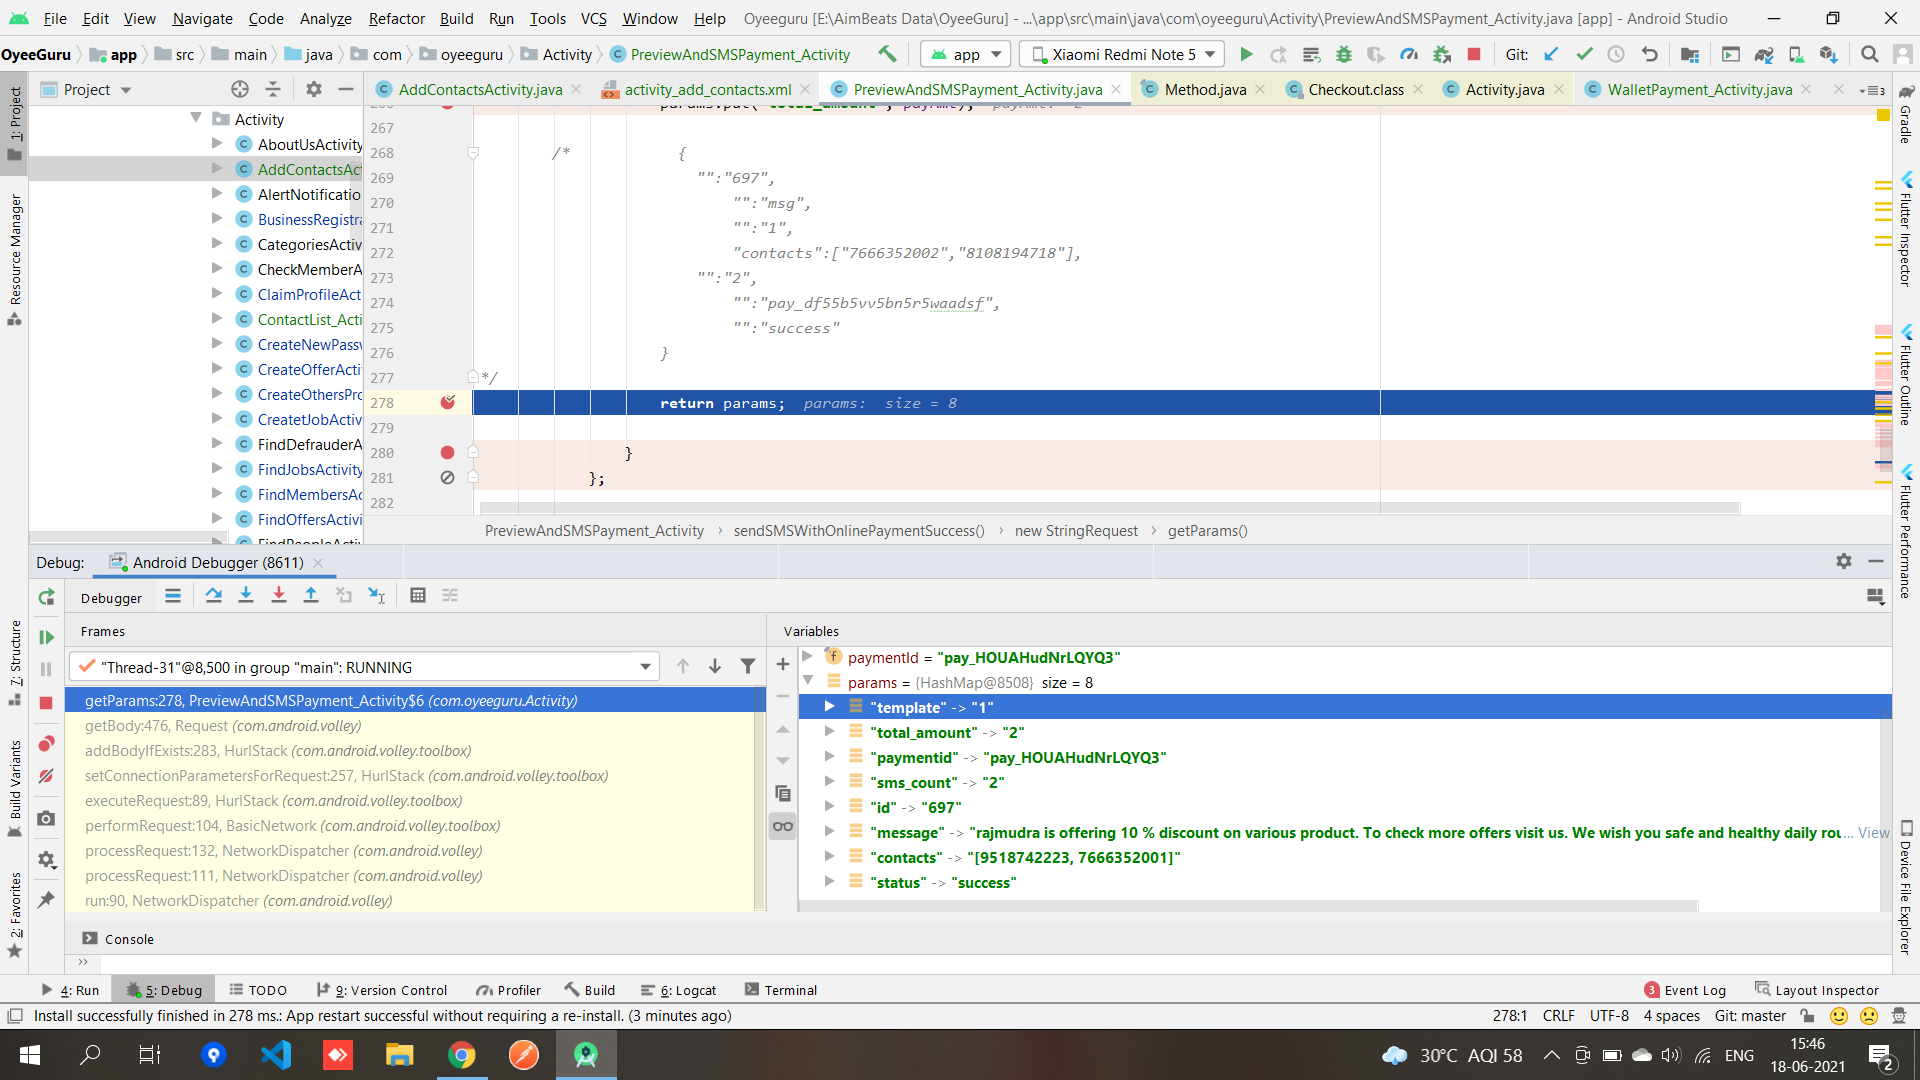 File Edit View Navigate Code Analyze Refactor Build Run Tools VCS Window Help Oyeeguru [E:\AimBeats Data\OyeeGuru] - ...\app\src\main\java\com\oyeeguru\Activity\PreviewAndSMSPayment_Activity.java [app] - Android Studio
OyeeGuru app src main java com oyeeguru Activity PreviewAndSMSPayment_Activity app Xiaomi Redmi Note 5 Git:
Project AddContactsActivity.java activity_add_contacts.xml PreviewAndSMSPayment_Activity.java Method.java Checkout.class Activity.java WalletPayment_Activity.java 3
1: Project
Resource Manager
7: Structure
Build Variants
2: Favorites
Gradle
Flutter Inspector
Flutter Outline
Flutter Performance
Device File Explorer
Activity
AboutUsActivity
AddContactsAct
AlertNotificatio
BusinessRegistra
CategoriesActiv
CheckMemberA
ClaimProfileAct
ContactList_Acti
CreateNewPassw
CreateOfferActi
CreateOthersPro
CreatetJobActiv
FindDefrauderA
FindJobsActivity
FindMembersAc
FindOffersActivi
267
268 /* {
269 "":"697",
270 "":"msg",
271 "":"1",
272 "contacts":["7666352002","8108194718"],
273 "":"2",
274 "":"pay_df55b5vv5bn5r5waadsf",
275 "":"success"
276 }
277 */
278 return params; params: size = 8
279
280 }
281 };
282
PreviewAndSMSPayment_Activity › sendSMSWithOnlinePaymentSuccess() › new StringRequest › getParams()
Debug: Android Debugger (8611)
Debugger
Frames
"Thread-31"@8,500 in group "main": RUNNING
getParams:278, PreviewAndSMSPayment_Activity$6 (com.oyeeguru.Activity)
getBody:476, Request (com.android.volley)
addBodyIfExists:283, HurlStack (com.android.volley.toolbox)
setConnectionParametersForRequest:257, HurlStack (com.android.volley.toolbox)
executeRequest:89, HurlStack (com.android.volley.toolbox)
performRequest:104, BasicNetwork (com.android.volley.toolbox)
processRequest:132, NetworkDispatcher (com.android.volley)
processRequest:111, NetworkDispatcher (com.android.volley)
run:90, NetworkDispatcher (com.android.volley)
Variables
paymentId = "pay_HOUAHudNrLQYQ3"
params = {HashMap@8508} size = 8
"template" -> "1"
"total_amount" -> "2"
"paymentid" -> "pay_HOUAHudNrLQYQ3"
"sms_count" -> "2"
"id" -> "697"
"message" -> "rajmudra is offering 10 % discount on various product. To check more offers visit us. We wish you safe and healthy daily rou... View
"contacts" -> "[9518742223, 7666352001]"
"status" -> "success"
Console
»
4: Run 5: Debug TODO 9: Version Control Profiler Build 6: Logcat Terminal 3 Event Log Layout Inspector
Install successfully finished in 278 ms.: App restart successful without requiring a re-install. (3 minutes ago) 278:1 CRLF UTF-8 4 spaces Git: master
30°C AQI 58 ENG 15:46
18-06-2021 2